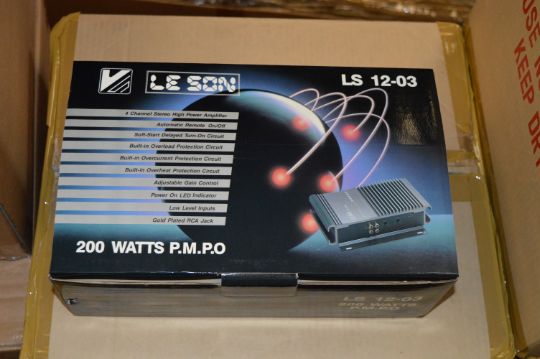 LE SON
LS 12-03
4 Channel Stereo High Power Amplifier
Automatic Remote On/Off
Soft-Start Delayed Turn-On Circuit
Built-in Overload Protection Circuit
Built-in Overcurrent Protection Circuit
Built-in Overheat Protection Circuit
Adjustable Gain Control
Power On LED Indicator
Low Level Inputs
Gold Plated RCA Jack
200 WATTS P.M.P.O
LS 12-03
200 WATTS
P.M.P.O
KEEP DRY